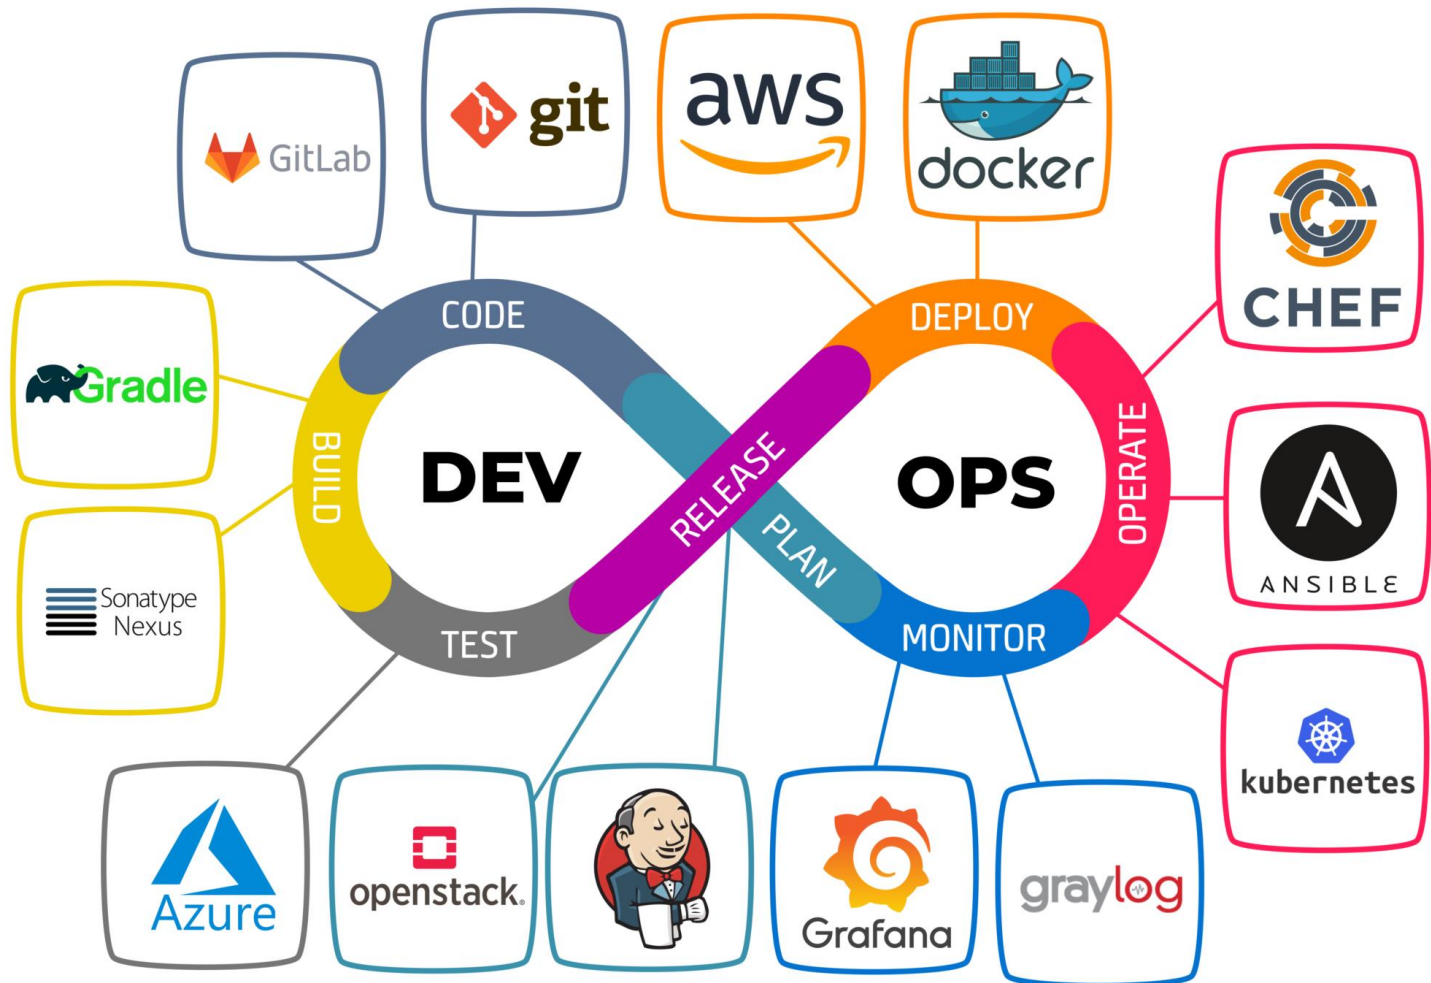 GitLab
git
aws
docker
CHEF
Gradle
CODE
DEPLOY
BUILD
DEV
RELEASE
PLAN
OPS
OPERATE
ANSIBLE
Sonatype
Nexus
TEST
MONITOR
kubernetes
Azure
openstack.
Grafana
graylog